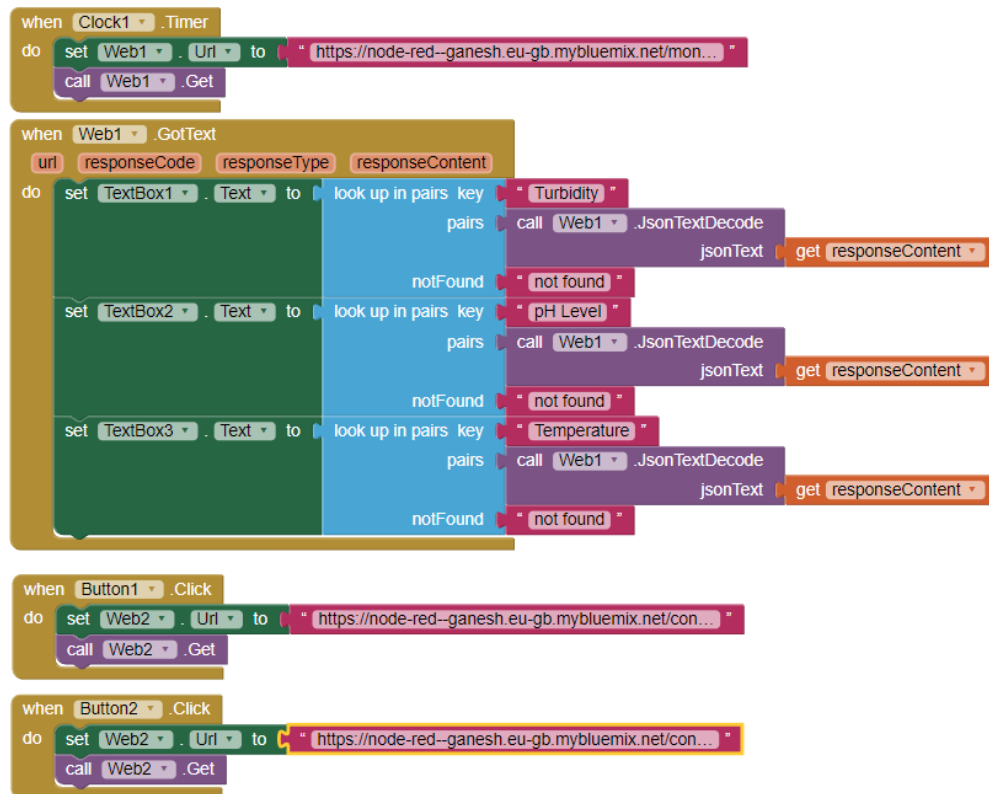 when Clock1 .Timer
do set Web1 . Url to " https://node-red--ganesh.eu-gb.mybluemix.net/mon... "
call Web1 .Get
when Web1 .GotText
url responseCode responseType responseContent
do set TextBox1 . Text to look up in pairs key " Turbidity "
pairs call Web1 .JsonTextDecode
jsonText get responseContent
notFound " not found "
set TextBox2 . Text to look up in pairs key " pH Level "
pairs call Web1 .JsonTextDecode
jsonText get responseContent
notFound " not found "
set TextBox3 . Text to look up in pairs key " Temperature "
pairs call Web1 .JsonTextDecode
jsonText get responseContent
notFound " not found "
when Button1 .Click
do set Web2 . Url to " https://node-red--ganesh.eu-gb.mybluemix.net/con... "
call Web2 .Get
when Button2 .Click
do set Web2 . Url to " https://node-red--ganesh.eu-gb.mybluemix.net/con... "
call Web2 .Get